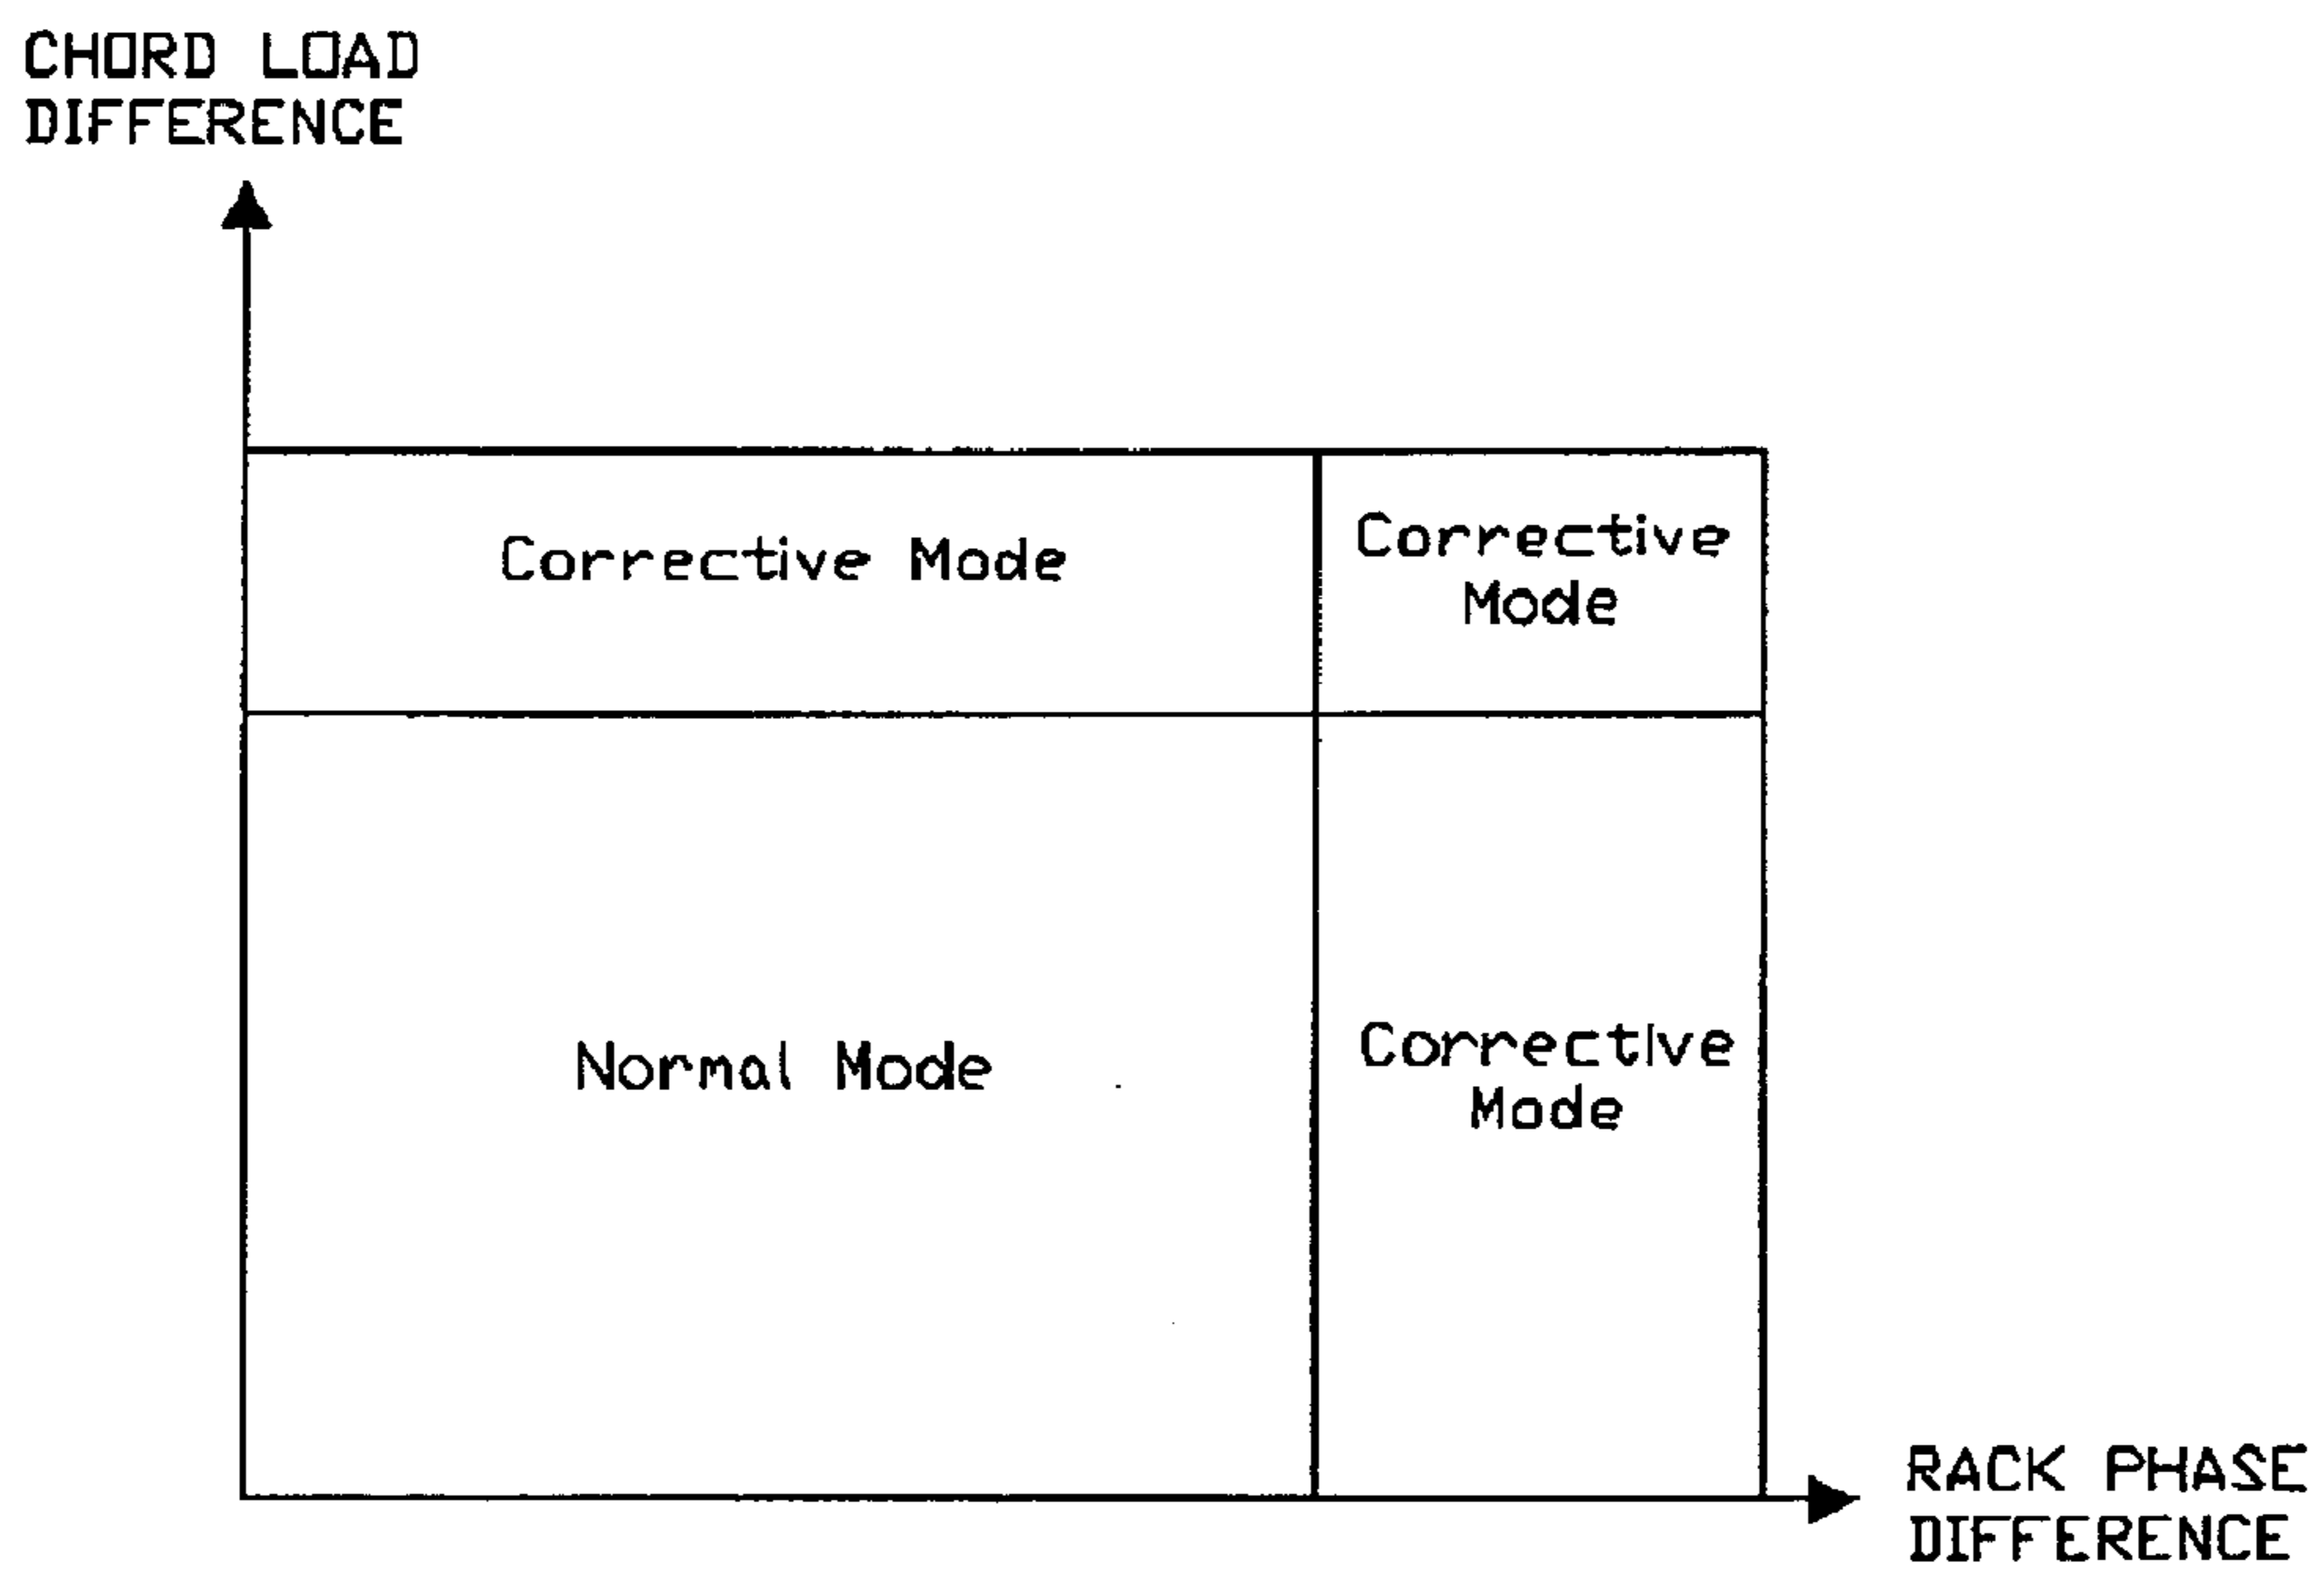 CHORD LOAD
DIFFERENCE
Corrective Mode
Corrective
Mode
Normal Mode
Corrective
Mode
RACK PHASE
DIFFERENCE